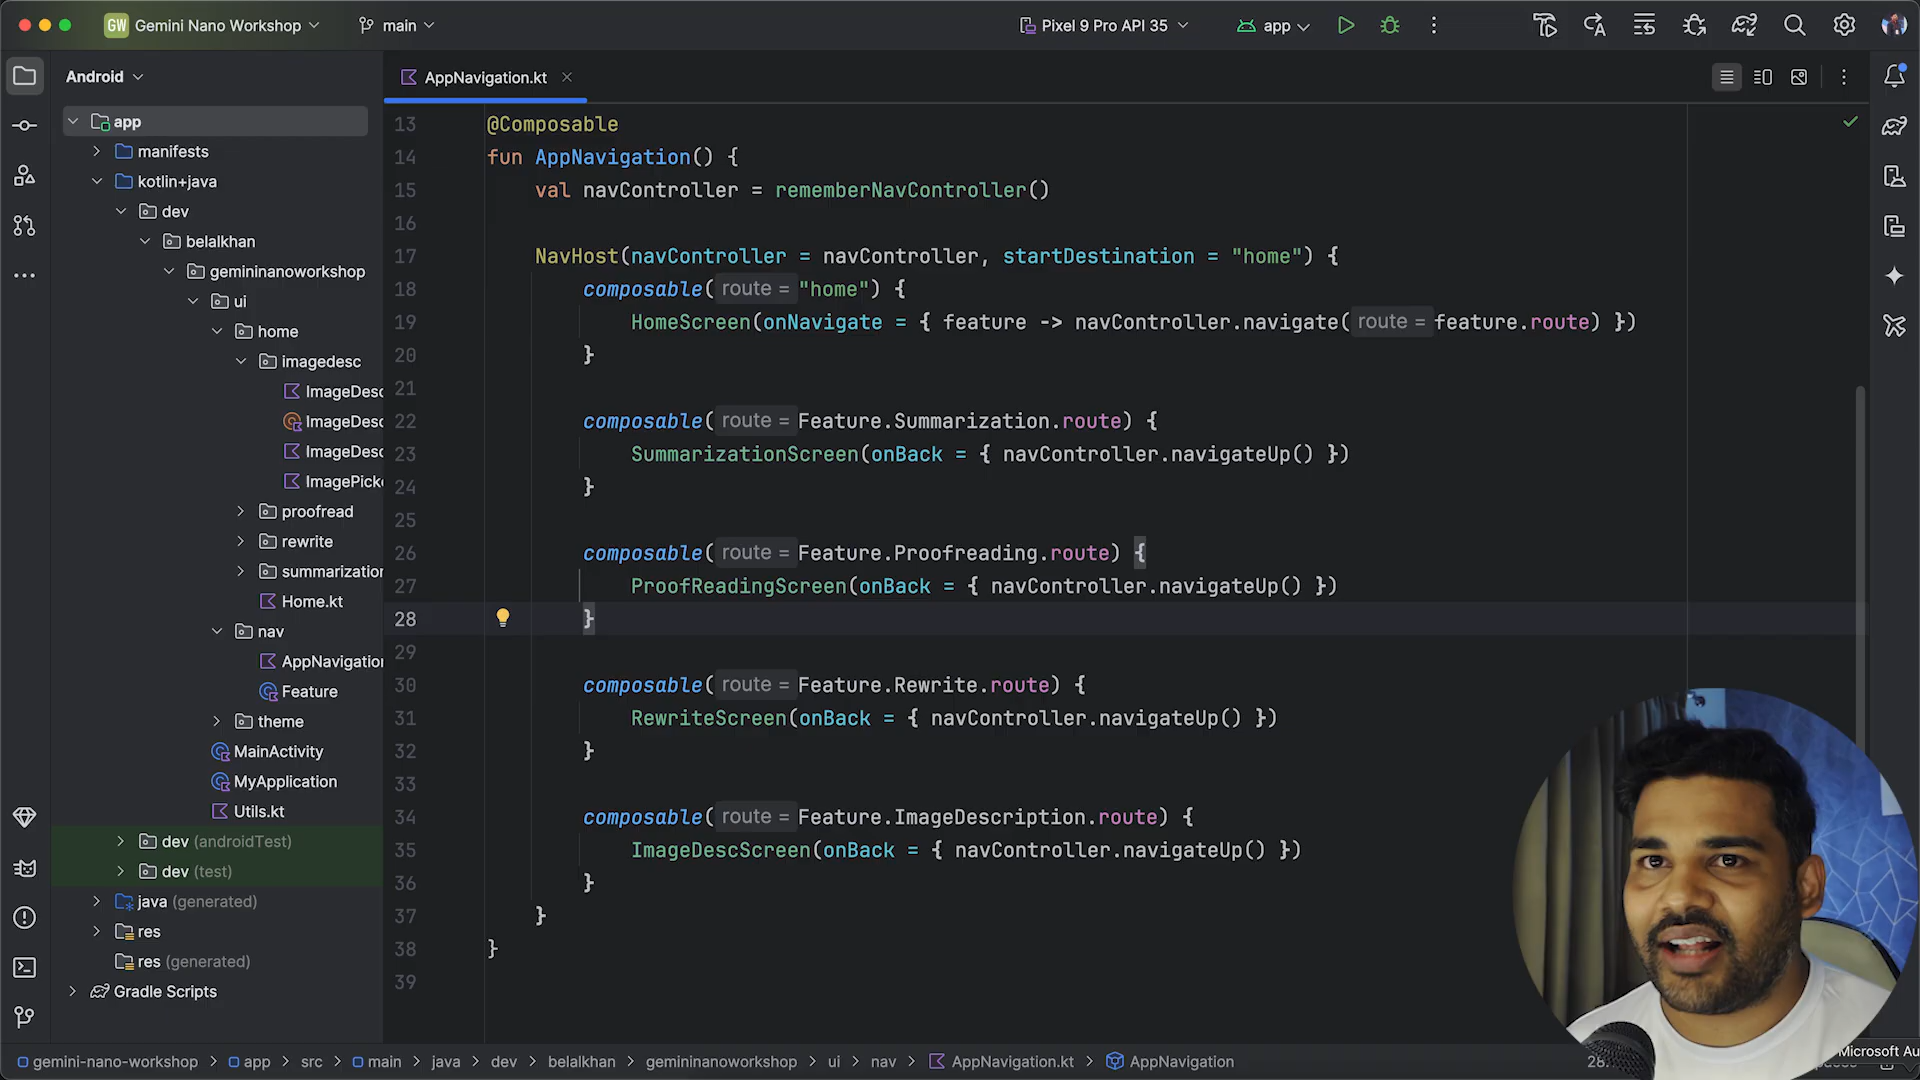 GW Gemini Nano Workshop
main
Pixel 9 Pro API 35
app
Android
AppNavigation.kt
app
manifests
kotlin+java
dev
belalkhan
gemininanoworkshop
ui
home
imagedesc
ImageDesc
ImageDesc
ImageDesc
ImagePicke
proofread
rewrite
summarization
Home.kt
nav
AppNavigation
Feature
theme
MainActivity
MyApplication
Utils.kt
dev (androidTest)
dev (test)
java (generated)
res
res (generated)
Gradle Scripts
13 @Composable
14 fun AppNavigation() {
15 val navController = rememberNavController()
16
17 NavHost(navController = navController, startDestination = "home") {
18 composable( route = "home") {
19 HomeScreen(onNavigate = { feature -> navController.navigate( route = feature.route) })
20 }
21
22 composable( route = Feature.Summarization.route) {
23 SummarizationScreen(onBack = { navController.navigateUp() })
24 }
25
26 composable( route = Feature.Proofreading.route) {
27 ProofReadingScreen(onBack = { navController.navigateUp() })
28 }
29
30 composable( route = Feature.Rewrite.route) {
31 RewriteScreen(onBack = { navController.navigateUp() })
32 }
33
34 composable( route = Feature.ImageDescription.route) {
35 ImageDescScreen(onBack = { navController.navigateUp() })
36 }
37 }
38 }
39
gemini-nano-workshop > app > src > main > java > dev > belalkhan > gemininanoworkshop > ui > nav > AppNavigation.kt > AppNavigation
Microsoft Au